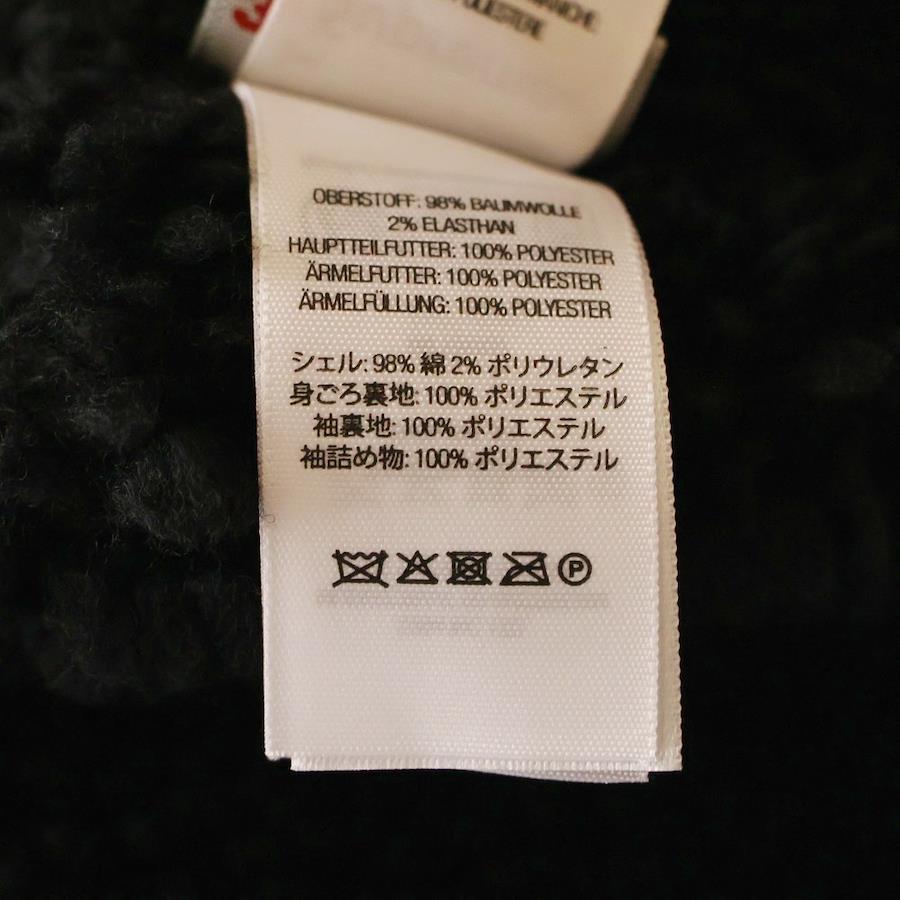 OBERSTOFF: 98% BAUMWOLLE
2% ELASTHAN
HAUPTTEILFUTTER: 100% POLYESTER
ÄRMELFUTTER: 100% POLYESTER
ÄRMELFÜLLUNG: 100% POLYESTER
シェル: 98% 綿 2% ポリウレタン
身ごろ裏地: 100% ポリエステル
袖裏地: 100% ポリエステル
袖詰め物: 100% ポリエステル
P